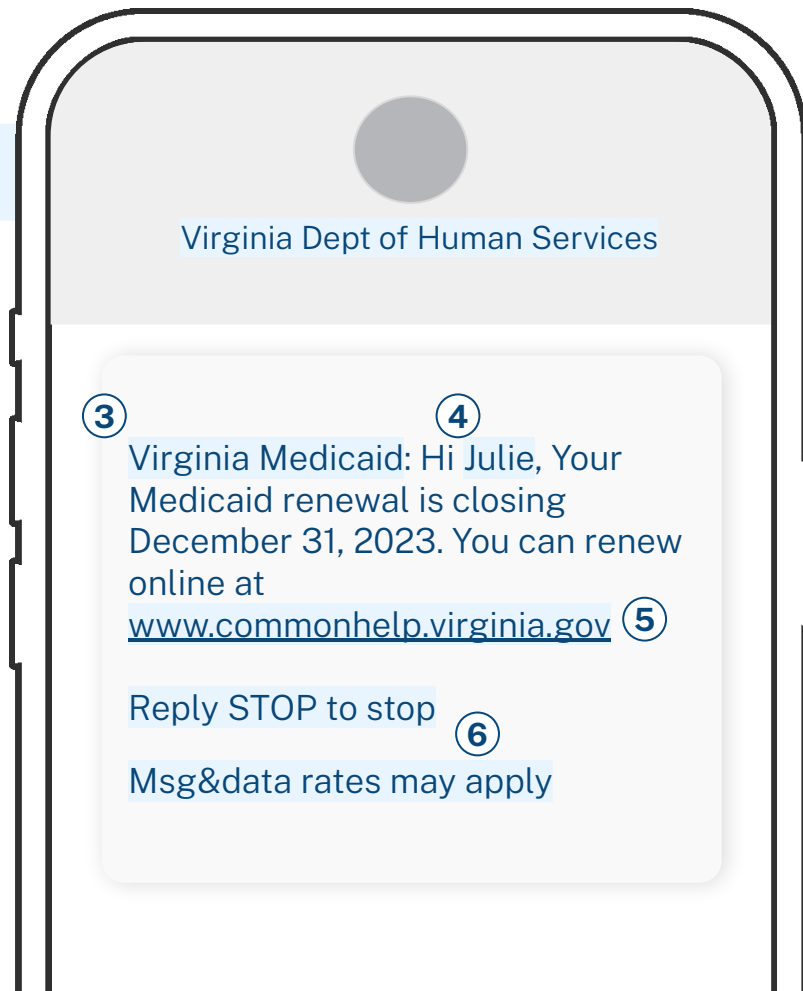 Virginia Dept of Human Services
③ ④
Virginia Medicaid: Hi Julie, Your
Medicaid renewal is closing
December 31, 2023. You can renew
online at
www.commonhelp.virginia.gov ⑤
Reply STOP to stop
⑥
Msg&data rates may apply